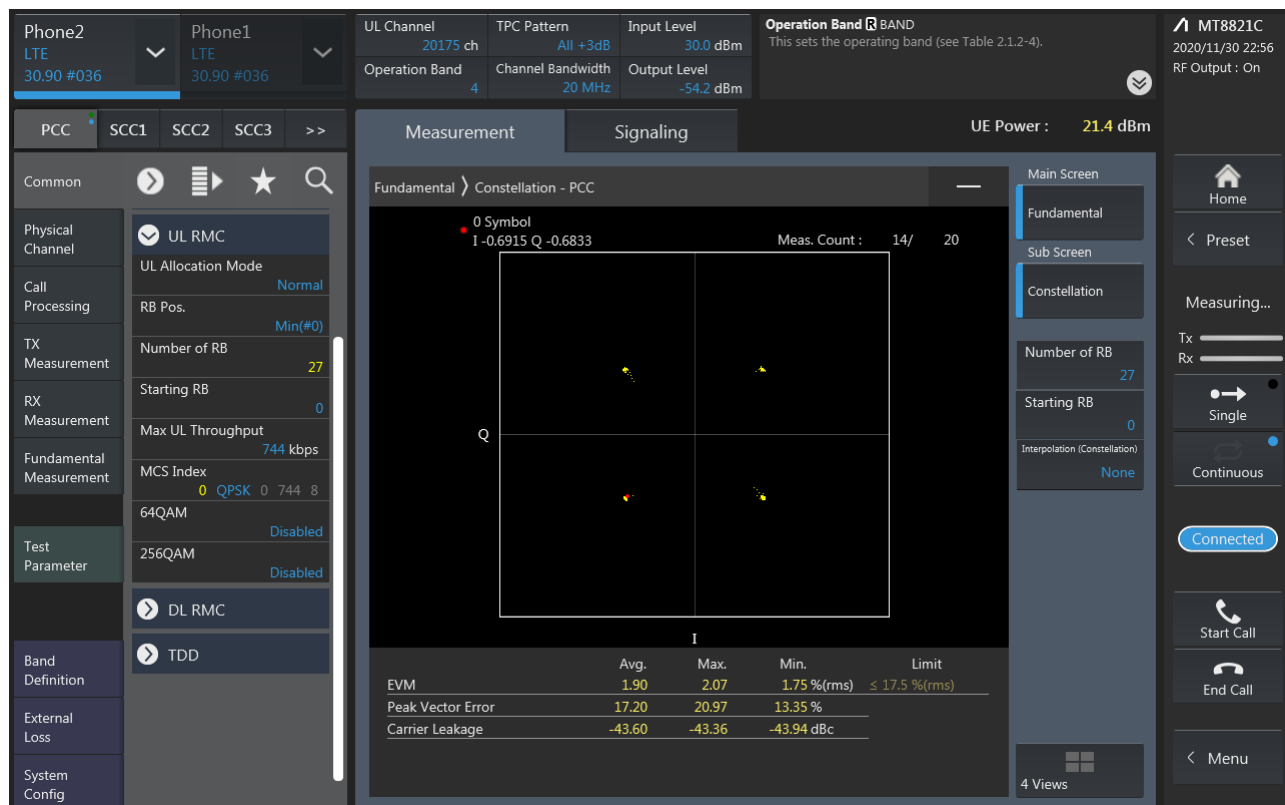 Phone2
LTE
30.90 #036
Phone1
LTE
30.90 #036
UL Channel
20175 ch
TPC Pattern
All +3dB
Input Level
30.0 dBm
Operation Band
4
Channel Bandwidth
20 MHz
Output Level
-54.2 dBm
Operation Band R BAND
This sets the operating band (see Table 2.1.2-4).
MT8821C
2020/11/30 22:56
RF Output : On
PCC
SCC1
SCC2
SCC3
>>
Measurement
Signaling
UE Power : 21.4 dBm
Common
Physical
Channel
Call
Processing
TX
Measurement
RX
Measurement
Fundamental
Measurement
Test
Parameter
Band
Definition
External
Loss
System
Config
UL RMC
UL Allocation Mode
Normal
RB Pos.
Min(#0)
Number of RB
27
Starting RB
0
Max UL Throughput
744 kbps
MCS Index
0 QPSK 0 744 8
64QAM
Disabled
256QAM
Disabled
DL RMC
TDD
Fundamental > Constellation - PCC
0 Symbol
I -0.6915 Q -0.6833
Meas. Count : 14/ 20
Q
I
Avg. Max. Min. Limit
EVM 1.90 2.07 1.75 %(rms) ≤ 17.5 %(rms)
Peak Vector Error 17.20 20.97 13.35 %
Carrier Leakage -43.60 -43.36 -43.94 dBc
Main Screen
Fundamental
Sub Screen
Constellation
Number of RB
27
Starting RB
0
Interpolation (Constellation)
None
4 Views
Home
< Preset
Measuring...
Tx
Rx
Single
Continuous
Connected
Start Call
End Call
< Menu